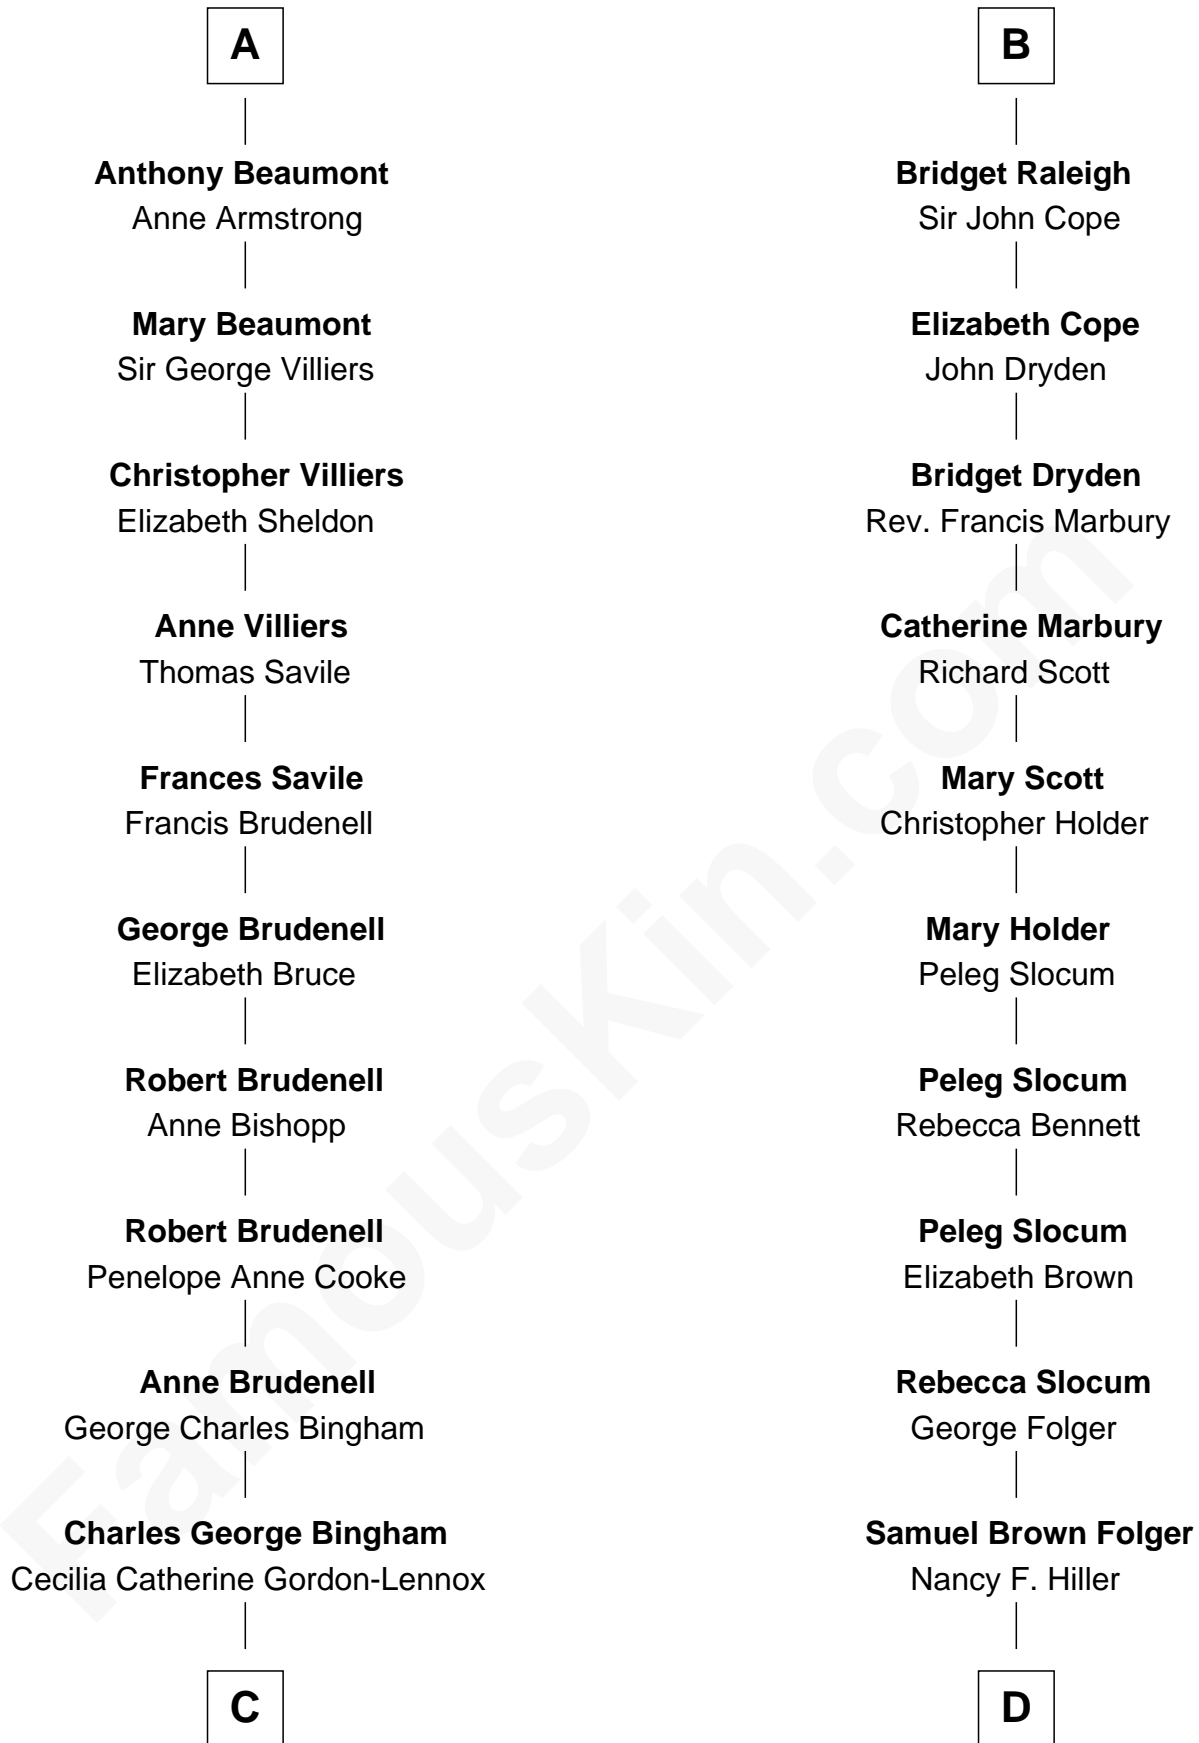 A
Anthony Beaumont
Anne Armstrong
Mary Beaumont
Sir George Villiers
Christopher Villiers
Elizabeth Sheldon
Anne Villiers
Thomas Savile
Frances Savile
Francis Brudenell
George Brudenell
Elizabeth Bruce
Robert Brudenell
Anne Bishopp
Robert Brudenell
Penelope Anne Cooke
Anne Brudenell
George Charles Bingham
Charles George Bingham
Cecilia Catherine Gordon-Lennox
C
B
Bridget Raleigh
Sir John Cope
Elizabeth Cope
John Dryden
Bridget Dryden
Rev. Francis Marbury
Catherine Marbury
Richard Scott
Mary Scott
Christopher Holder
Mary Holder
Peleg Slocum
Peleg Slocum
Rebecca Bennett
Peleg Slocum
Elizabeth Brown
Rebecca Slocum
George Folger
Samuel Brown Folger
Nancy F. Hiller
D
FamousKin.com